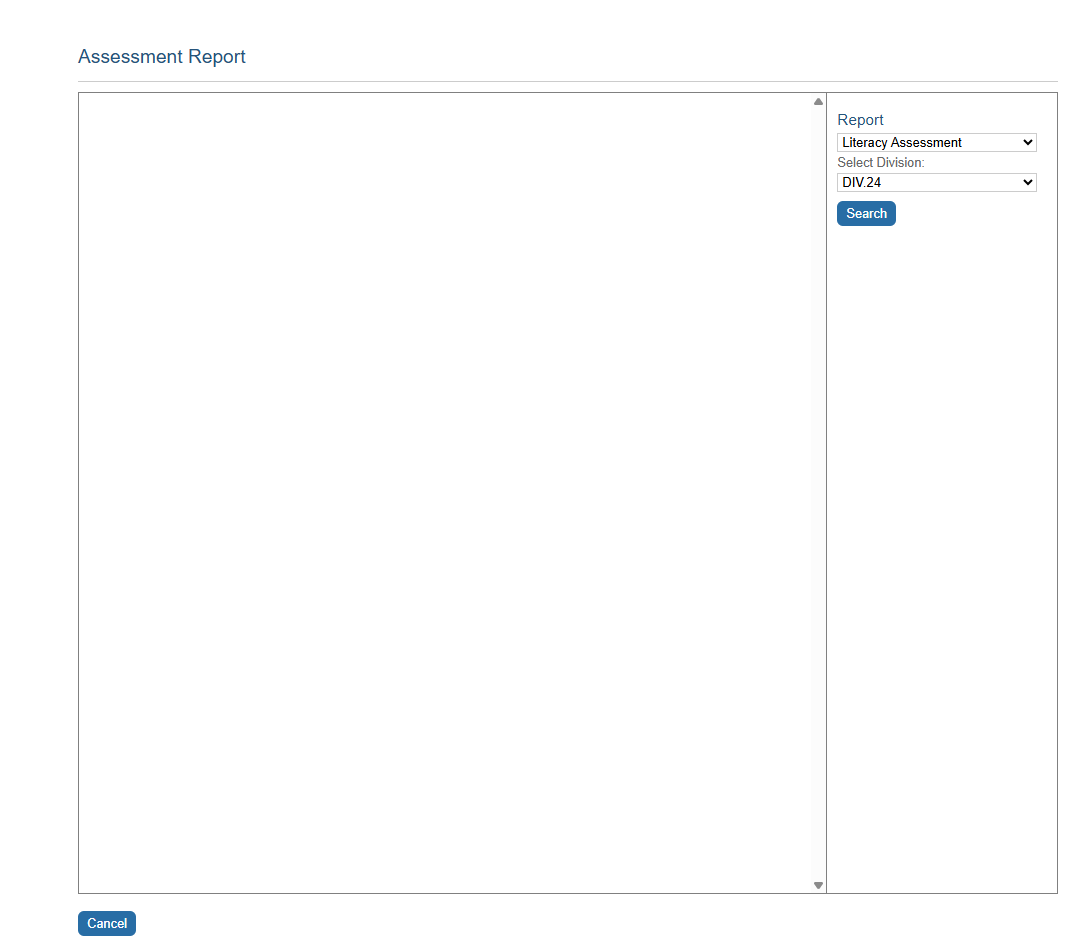 Assessment Report
Report
Literacy Assessment
Select Division:
DIV.24
Search
Cancel